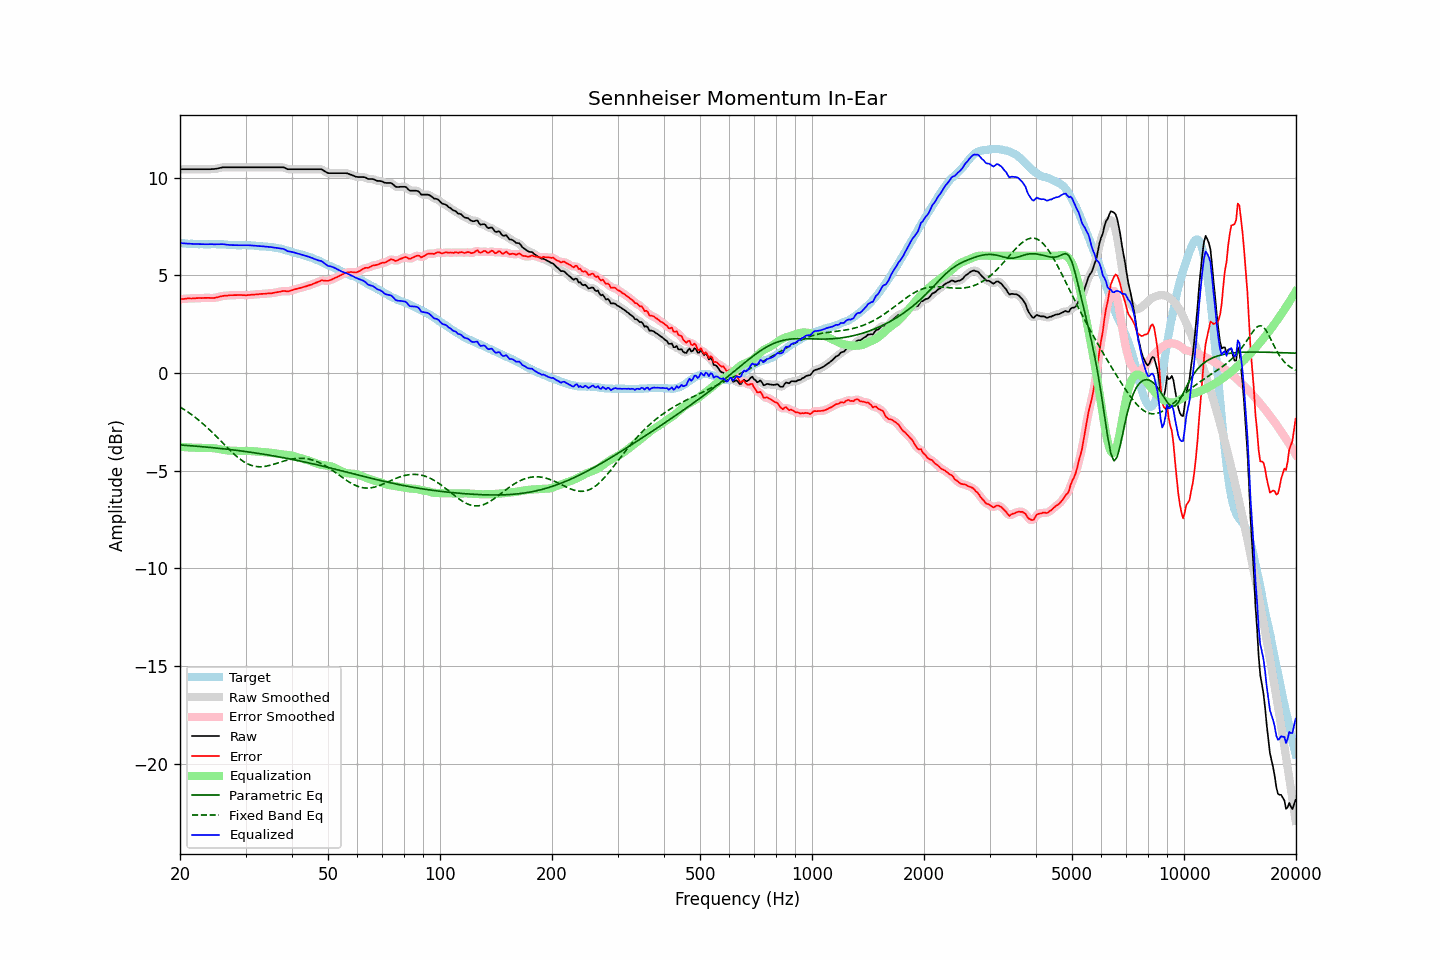 Sennheiser Momentum In-Ear
Amplitude (dBr)
10
5
0
−5
−10
−15
−20
Target
Raw Smoothed
Error Smoothed
Raw
Error
Equalization
Parametric Eq
Fixed Band Eq
Equalized
20 50 100 200 500 1000 2000 5000 10000 20000
Frequency (Hz)